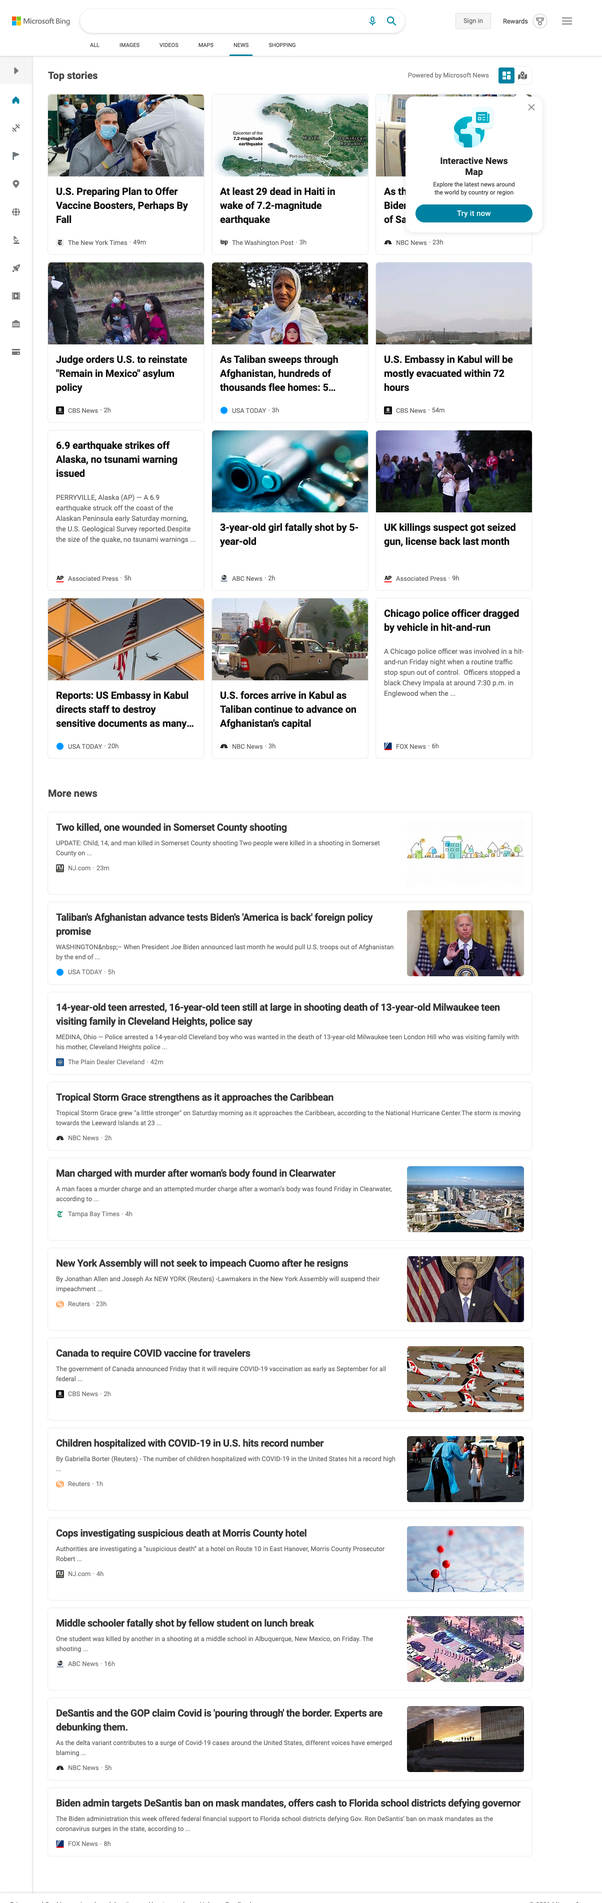 Microsoft Bing
Sign in
Rewards
ALL IMAGES VIDEOS MAPS NEWS SHOPPING
Top stories
Powered by Microsoft News
Interactive News
Map
Explore the latest news around
the world by country or region
Try it now
U.S. Preparing Plan to Offer
Vaccine Boosters, Perhaps By
Fall
The New York Times · 49m
Epicenter of the
7.2-magnitude
earthquake
Haiti
At least 29 dead in Haiti in
wake of 7.2-magnitude
earthquake
wp The Washington Post · 3h
As th
Biden
of Sa
NBC News · 23h
Judge orders U.S. to reinstate
"Remain in Mexico" asylum
policy
CBS News · 2h
As Taliban sweeps through
Afghanistan, hundreds of
thousands flee homes: 5...
USA TODAY · 3h
U.S. Embassy in Kabul will be
mostly evacuated within 72
hours
CBS News · 54m
6.9 earthquake strikes off
Alaska, no tsunami warning
issued
PERRYVILLE, Alaska (AP) — A 6.9
earthquake struck off the coast of the
Alaskan Peninsula early Saturday morning,
the U.S. Geological Survey reported.Despite
the size of the quake, no tsunami warnings ...
AP Associated Press · 5h
3-year-old girl fatally shot by 5-
year-old
ABC News · 2h
UK killings suspect got seized
gun, license back last month
AP Associated Press · 9h
Reports: US Embassy in Kabul
directs staff to destroy
sensitive documents as many...
USA TODAY · 20h
U.S. forces arrive in Kabul as
Taliban continue to advance on
Afghanistan's capital
NBC News · 3h
Chicago police officer dragged
by vehicle in hit-and-run
A Chicago police officer was involved in a hit-
and-run Friday night when a routine traffic
stop spun out of control. Officers stopped a
black Chevy Impala at around 7:30 p.m. in
Englewood when the ...
FOX News · 6h
More news
Two killed, one wounded in Somerset County shooting
UPDATE: Child, 14, and man killed in Somerset County shooting Two people were killed in a shooting in Somerset
County on ...
NJ.com · 23m
Taliban's Afghanistan advance tests Biden's 'America is back' foreign policy
promise
WASHINGTON&nbsp;– When President Joe Biden announced last month he would pull U.S. troops out of Afghanistan
by the end of ...
USA TODAY · 5h
14-year-old teen arrested, 16-year-old teen still at large in shooting death of 13-year-old Milwaukee teen
visiting family in Cleveland Heights, police say
MEDINA, Ohio — Police arrested a 14-year-old Cleveland boy who was wanted in the death of 13-year-old Milwaukee teen London Hill who was visiting family with
his mother, Cleveland Heights police ...
The Plain Dealer Cleveland · 42m
Tropical Storm Grace strengthens as it approaches the Caribbean
Tropical Storm Grace grew "a little stronger" on Saturday morning as it approaches the Caribbean, according to the National Hurricane Center.The storm is moving
towards the Leeward Islands at 23 ...
NBC News · 2h
Man charged with murder after woman's body found in Clearwater
A man faces a murder charge and an attempted murder charge after a woman's body was found Friday in Clearwater,
according to ...
Tampa Bay Times · 4h
New York Assembly will not seek to impeach Cuomo after he resigns
By Jonathan Allen and Joseph Ax NEW YORK (Reuters) -Lawmakers in the New York Assembly will suspend their
impeachment ...
Reuters · 23h
Canada to require COVID vaccine for travelers
The government of Canada announced Friday that it will require COVID-19 vaccination as early as September for all
federal ...
CBS News · 2h
Children hospitalized with COVID-19 in U.S. hits record number
By Gabriella Borter (Reuters) - The number of children hospitalized with COVID-19 in the United States hit a record high
...
Reuters · 1h
Cops investigating suspicious death at Morris County hotel
Authorities are investigating a "suspicious death" at a hotel on Route 10 in East Hanover, Morris County Prosecutor
Robert ...
NJ.com · 4h
Middle schooler fatally shot by fellow student on lunch break
One student was killed by another in a shooting at a middle school in Albuquerque, New Mexico, on Friday. The
shooting ...
ABC News · 16h
DeSantis and the GOP claim Covid is 'pouring through' the border. Experts are
debunking them.
As the delta variant contributes to a surge of Covid-19 cases around the United States, different voices have emerged
blaming ...
NBC News · 5h
Biden admin targets DeSantis ban on mask mandates, offers cash to Florida school districts defying governor
The Biden administration this week offered federal financial support to Florida school districts defying Gov. Ron DeSantis' ban on mask mandates as the
coronavirus surges in the state, according to ...
FOX News · 8h